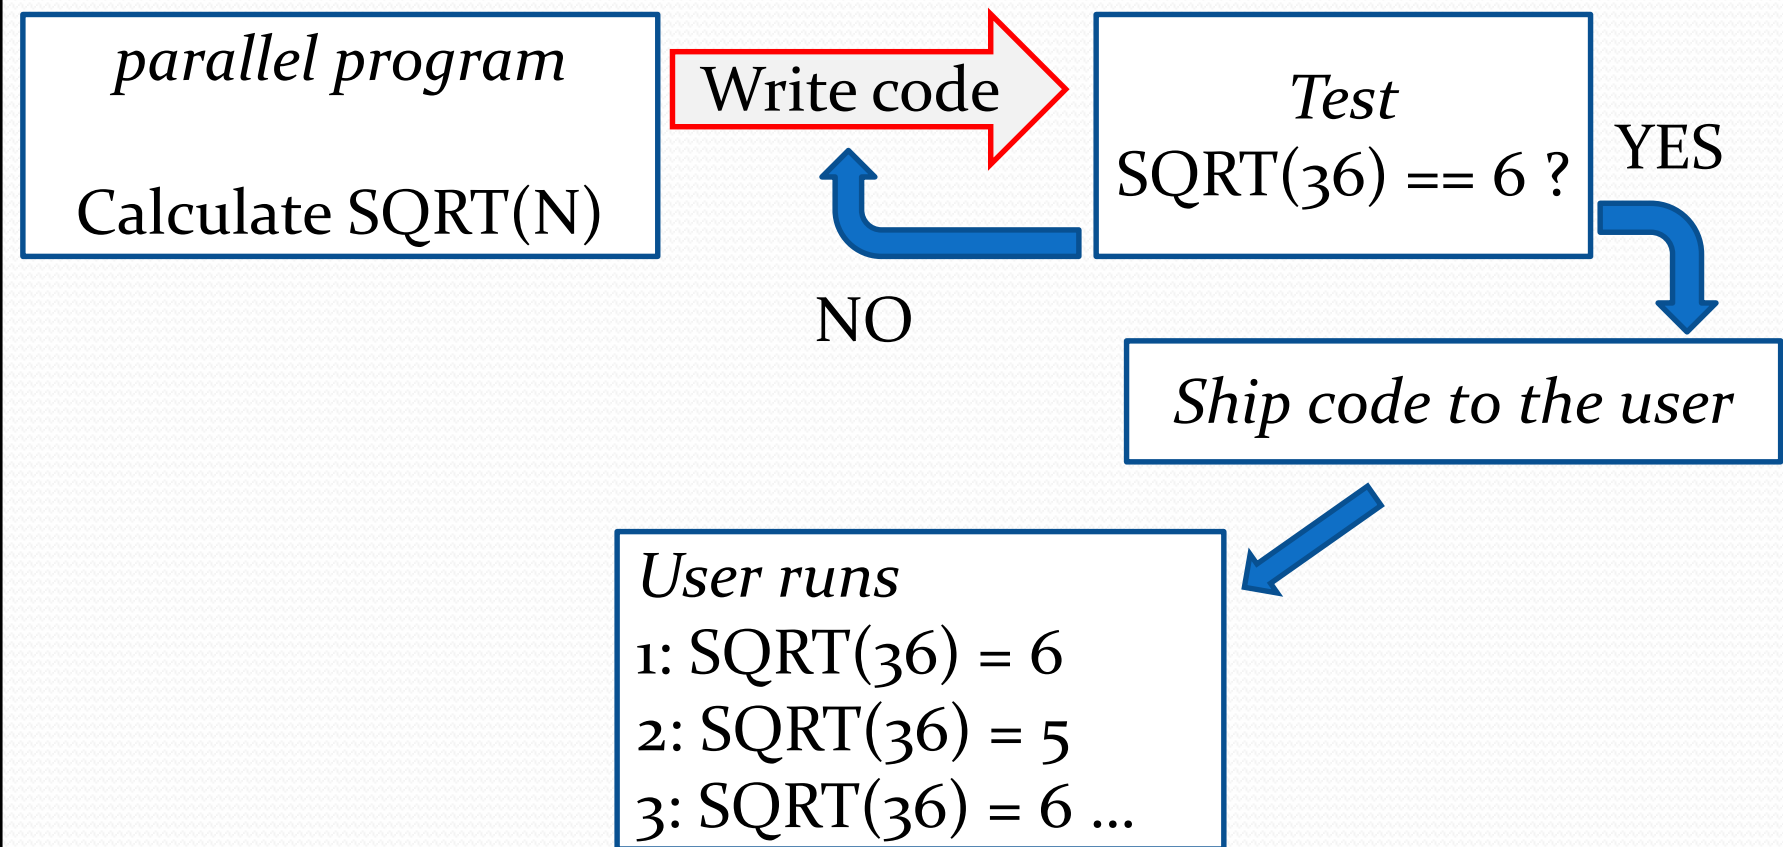 parallel program
Calculate SQRT(N)
Write code
Test
SQRT(36) == 6 ?
YES
NO
Ship code to the user
User runs
1: SQRT(36) = 6
2: SQRT(36) = 5
3: SQRT(36) = 6 ...